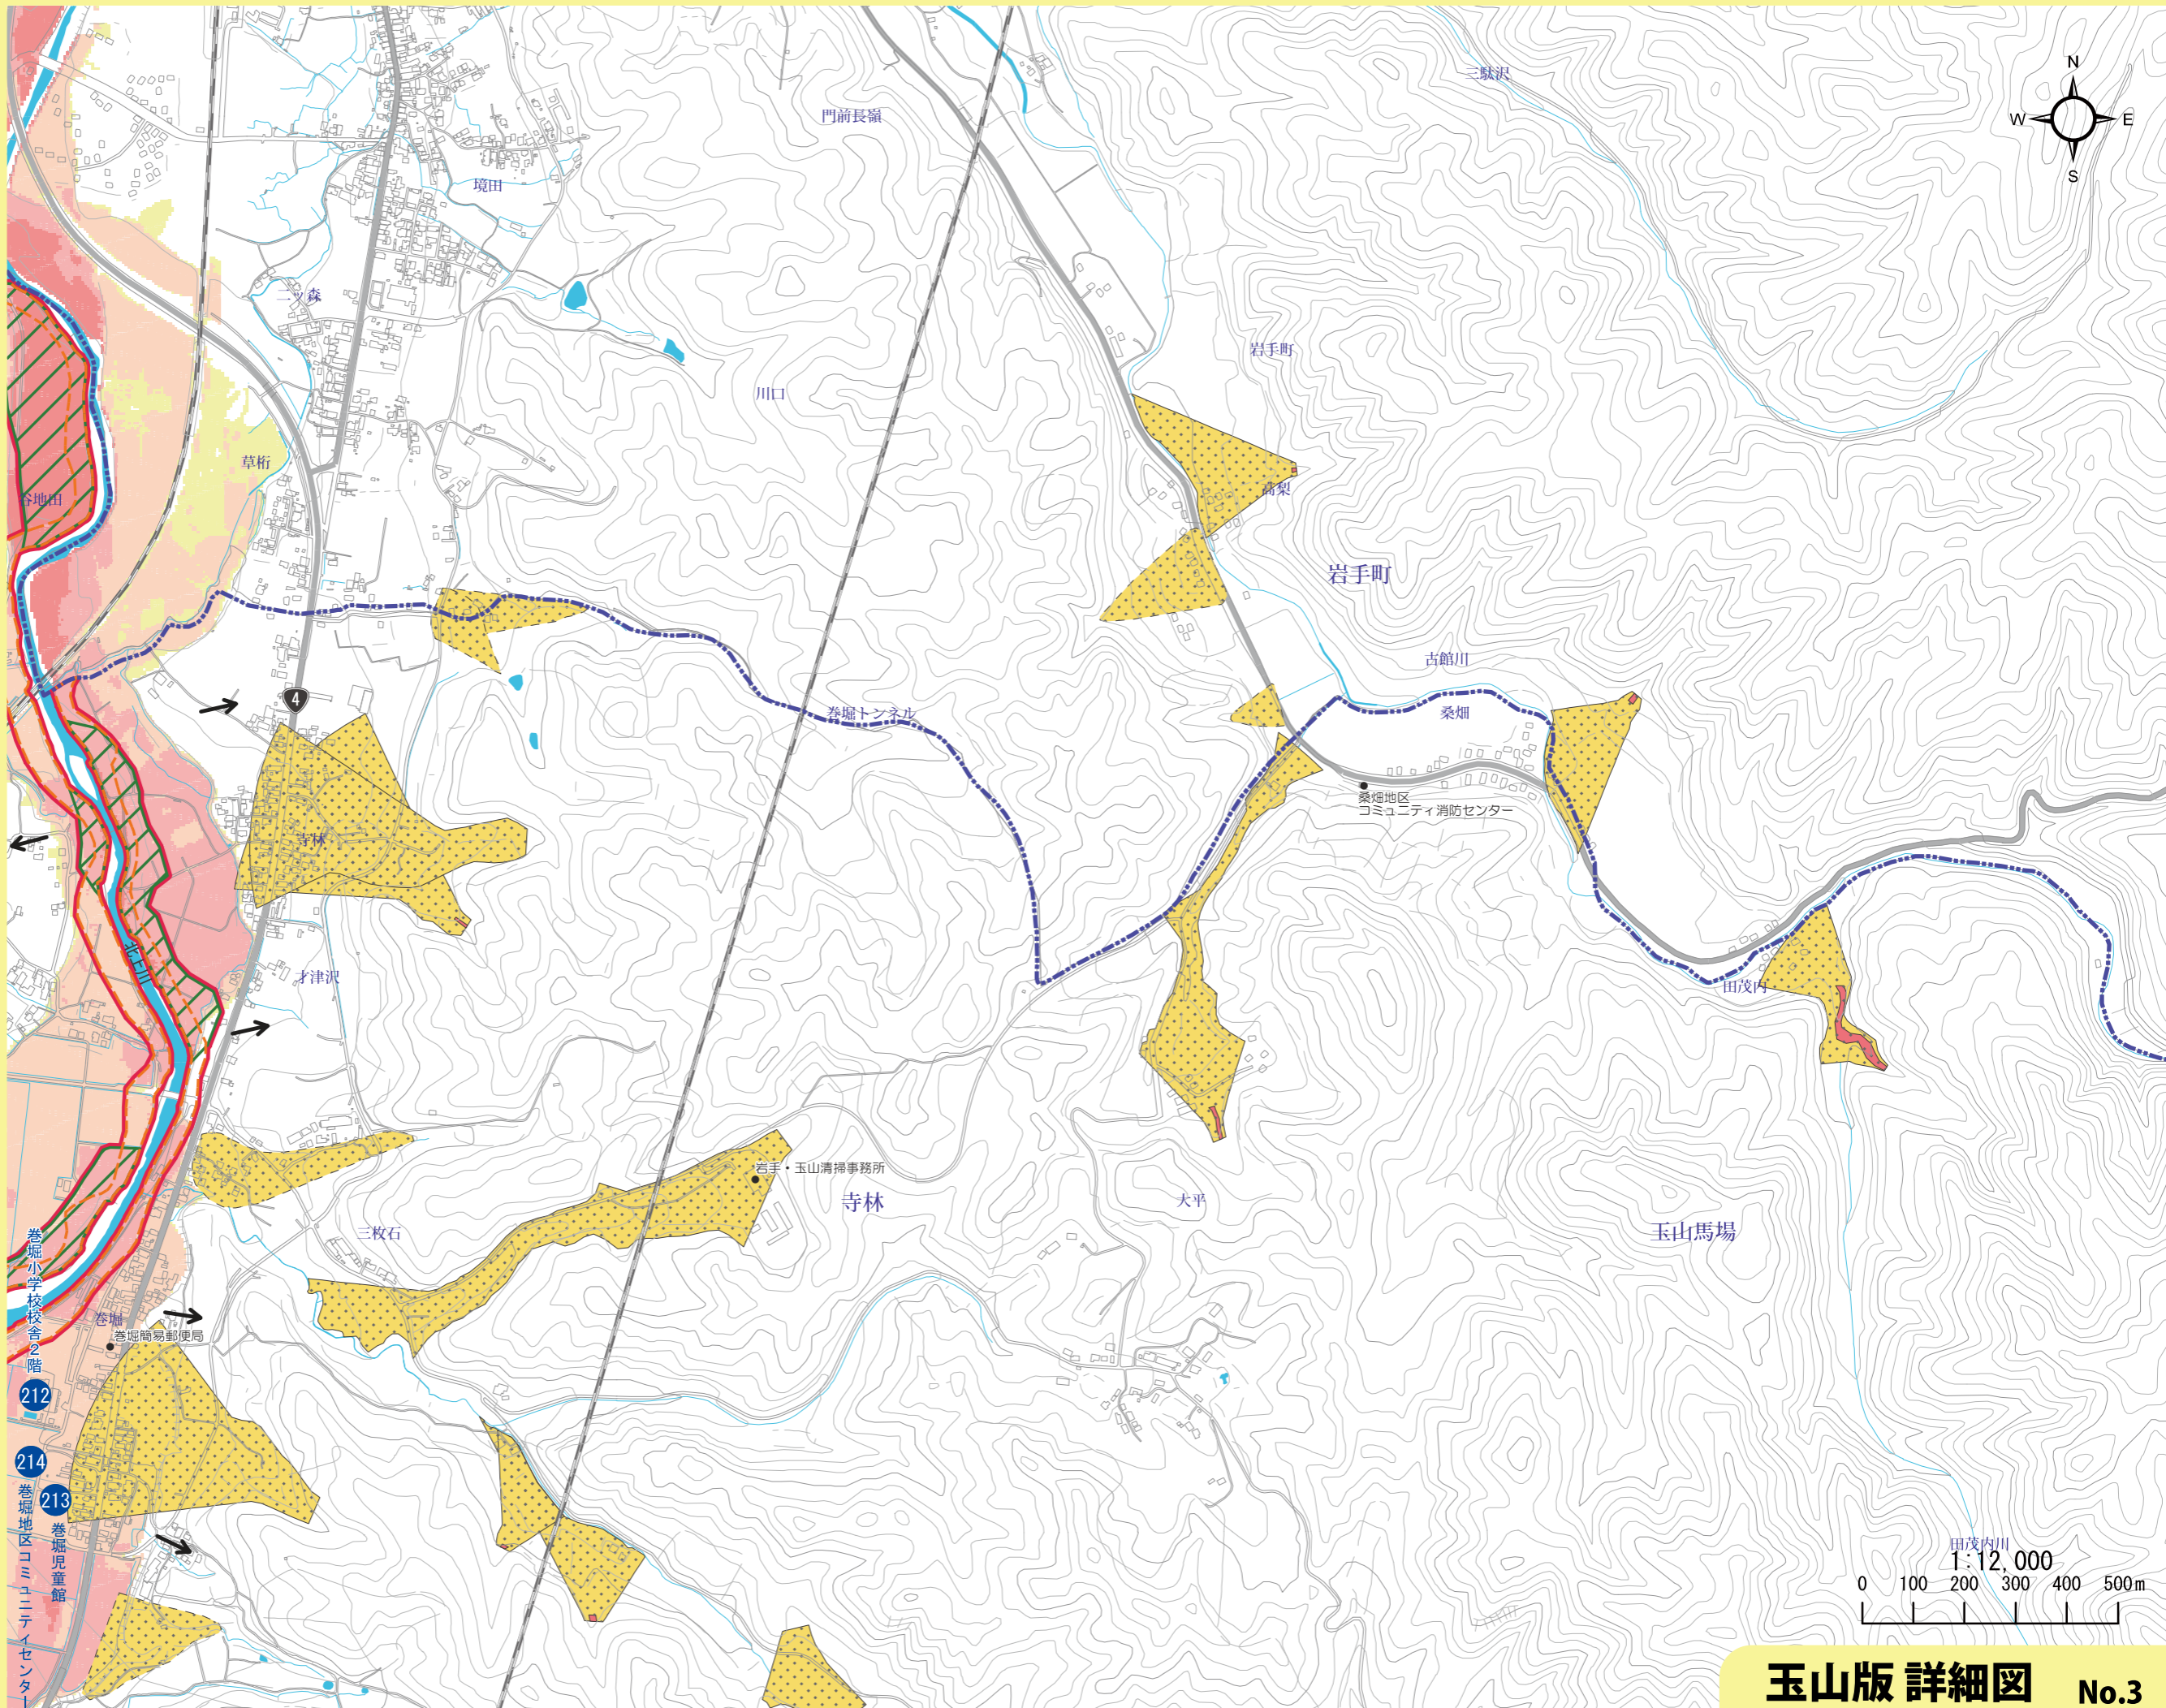 三駄沢
N
W
E
S
門前長嶺
境田
二ッ森
岩手町
川口
草桁
谷地田
高梨
岩手町
古館川
4
巻堀トンネル
桑畑
桑畑地区
コミュニティ消防センター
寺林
北上川
才津沢
田茂内
岩手・玉山清掃事務所
寺林
大平
三枚石
玉山馬場
巻堀小学校校舎2階
巻堀
巻堀簡易郵便局
212
214
213
巻堀地区コミュニティセンター
巻堀児童館
田茂内川
1:12,000
0 100 200 300 400 500m
玉山版 詳細図 No.3